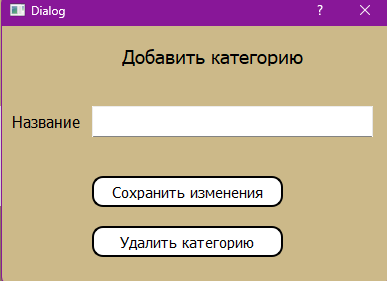 Dialog
Добавить категорию
Название
Сохранить изменения
Удалить категорию